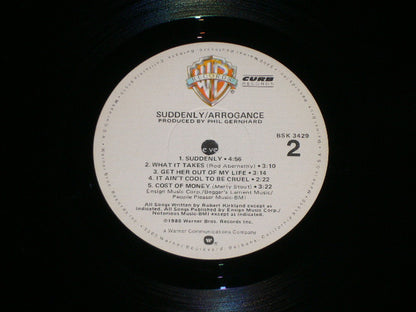 WB
RECORDS
CURB
RECORDS
SUDDENLY/ARROGANCE
PRODUCED BY PHIL GERNHARD
BSK 3429
2
1. SUDDENLY • 4:56
2. WHAT IT TAKES (Rod Abernethy) • 3:10
3. GET HER OUT OF MY LIFE • 3:14
4. IT AIN'T COOL TO BE CRUEL • 2:22
5. COST OF MONEY (Marty Stout) • 3:22
Ensign Music Corp./Beggar's Lament Music/
People Pleaser Music-BMI)
All Songs Written by Robert Kirkland except as
indicated. All Songs Published by Ensign Music Corp./
Notorious Music-BMI except as indicated.
©1980 Warner Bros. Records Inc.
a Warner Communications Company